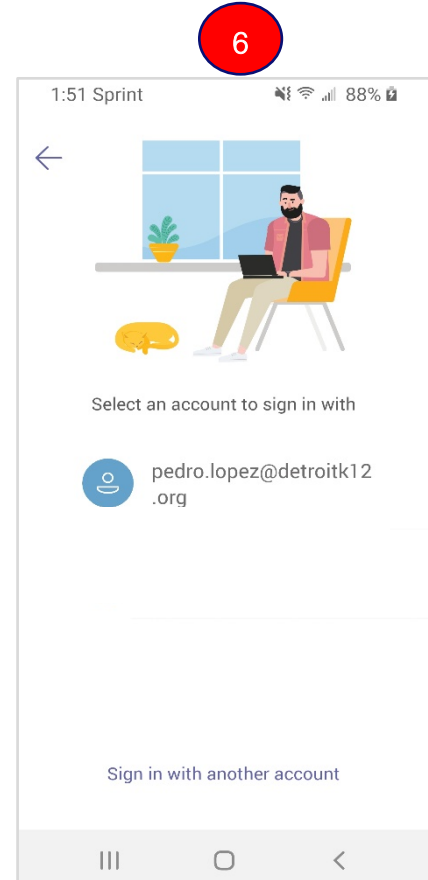 6
1:51 Sprint 88%
Select an account to sign in with
pedro.lopez@detroitk12
.org
Sign in with another account